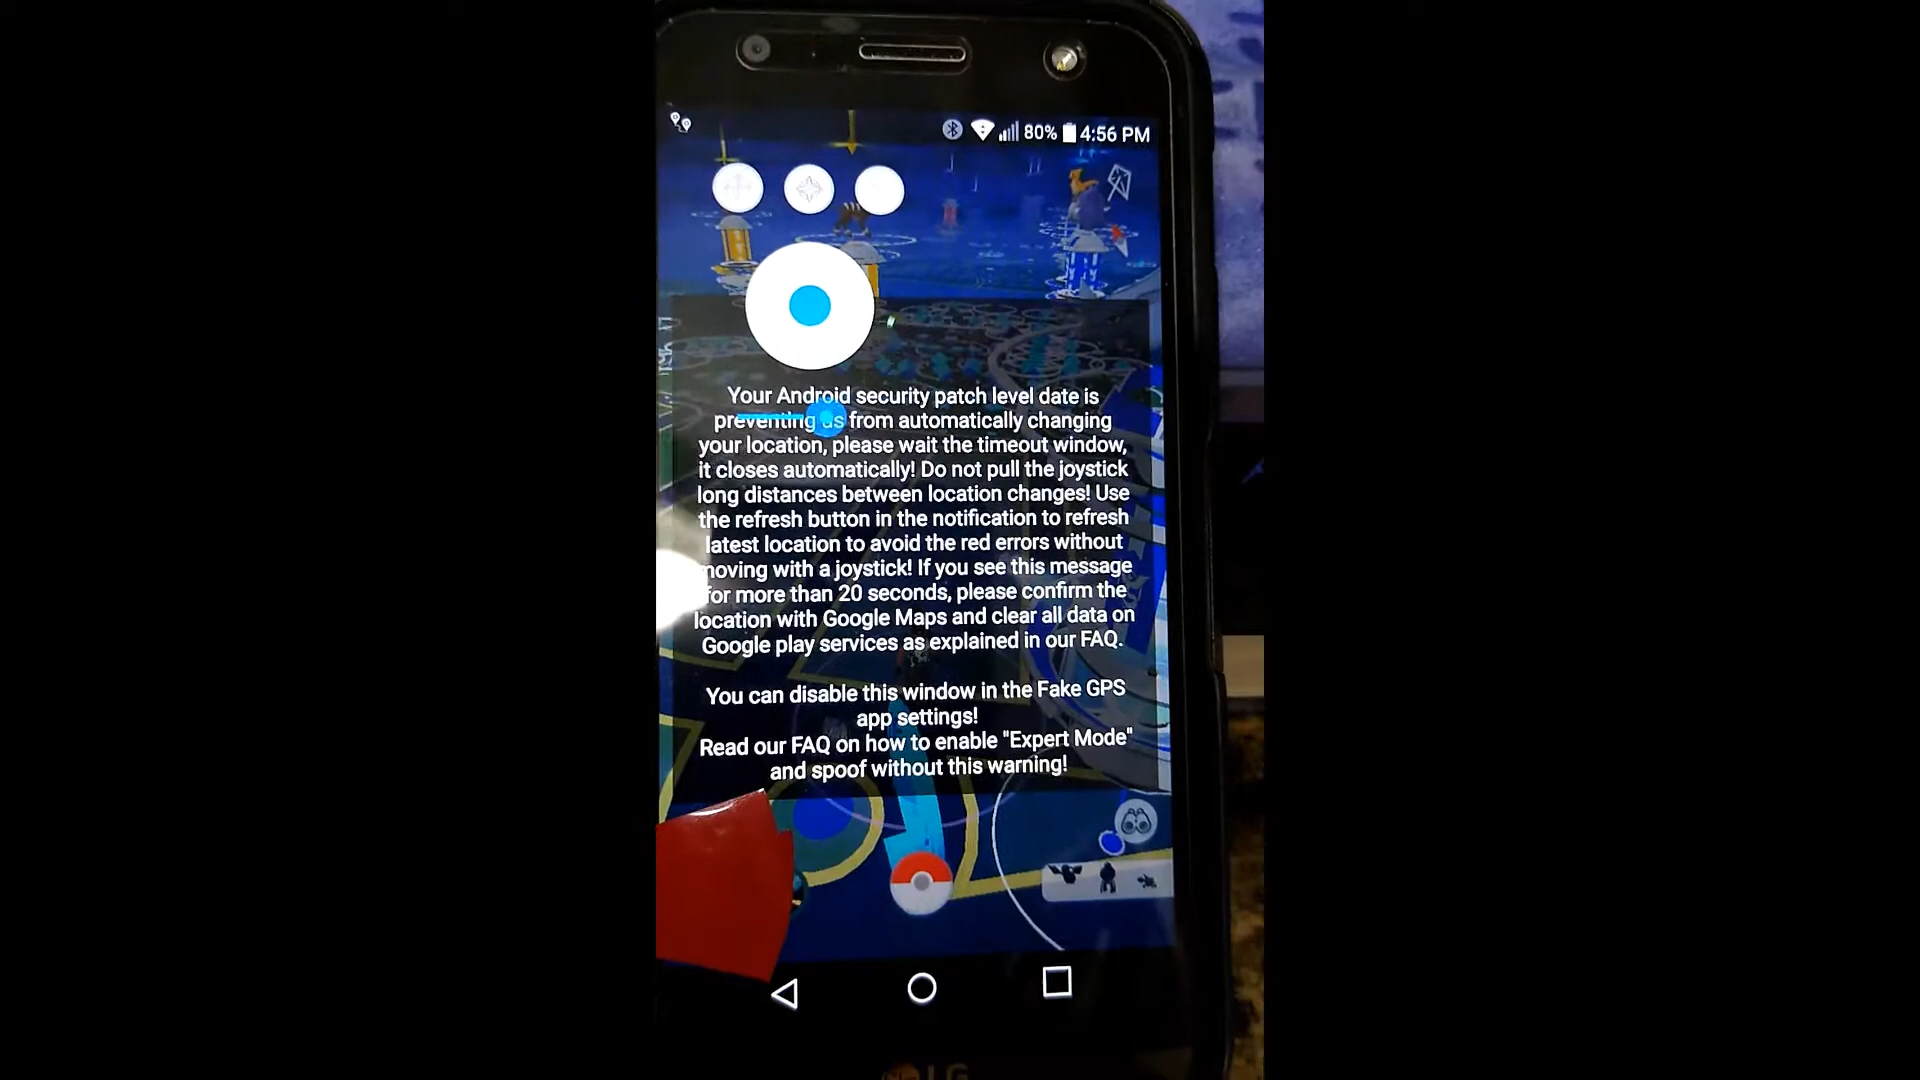 80% 4:56 PM
Your Android security patch level date is
preventing us from automatically changing
your location, please wait the timeout window,
it closes automatically! Do not pull the joystick
long distances between location changes! Use
the refresh button in the notification to refresh
latest location to avoid the red errors without
moving with a joystick! If you see this message
for more than 20 seconds, please confirm the
location with Google Maps and clear all data on
Google play services as explained in our FAQ.
You can disable this window in the Fake GPS
app settings!
Read our FAQ on how to enable "Expert Mode"
and spoof without this warning!
LG